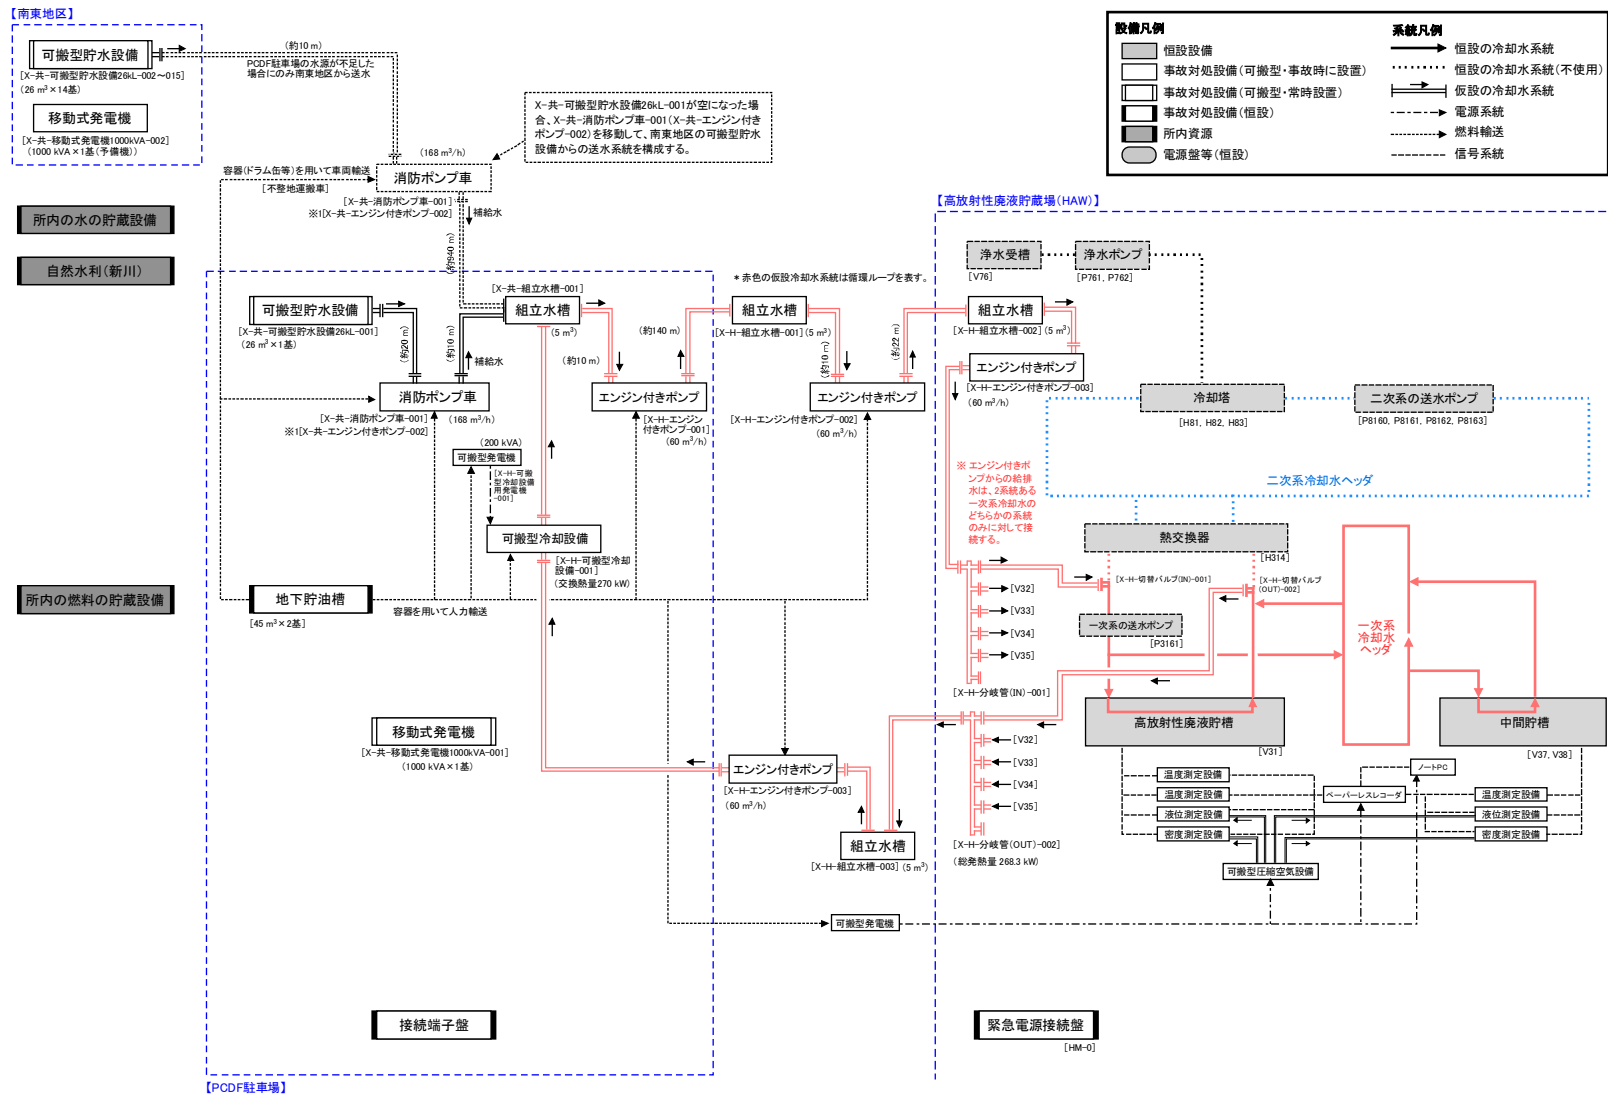 【南東地区】
可搬型貯水設備
[X-共-可搬型貯水設備26kL-002~015]
(26 m³×14基)
移動式発電機
[X-共-移動式発電機1000kVA-002]
(1000 kVA×1基(予備機))
(約10 m)
PCDF駐車場の水源が不足した
場合にのみ南東地区から送水
X-共-可搬型貯水設備26kL-001が空になった場
合、X-共-消防ポンプ車-001(X-共-エンジン付き
ポンプ-002)を移動して、南東地区の可搬型貯水
設備からの送水系統を構成する。
設備凡例
恒設設備
事故対処設備(可搬型・事故時に設置)
事故対処設備(可搬型・常時設置)
事故対処設備(恒設)
所内資源
電源盤等(恒設)
系統凡例
恒設の冷却水系統
恒設の冷却水系統(不使用)
仮設の冷却水系統
電源系統
燃料輸送
信号系統
(168 m³/h)
容器(ドラム缶等)を用いて車両輸送
[不整地運搬車]
消防ポンプ車
[X-共-消防ポンプ車-001]
※1[X-共-エンジン付きポンプ-002]
補給水
(約940 m)
所内の水の貯蔵設備
自然水利(新川)
所内の燃料の貯蔵設備
可搬型貯水設備
[X-共-可搬型貯水設備26kL-001]
(26 m³×1基)
(約20 m)
(約10 m)
補給水
消防ポンプ車
[X-共-消防ポンプ車-001]
(168 m³/h)
※1[X-共-エンジン付きポンプ-002]
[X-共-組立水槽-001]
組立水槽
(5 m³)
(約10 m)
エンジン付きポンプ
[X-H-エンジン
付きポンプ-001]
(60 m³/h)
(約140 m)
＊赤色の仮設冷却水系統は循環ループを表す。
組立水槽
[X-H-組立水槽-001](5 m³)
(約10 m)
エンジン付きポンプ
[X-H-エンジン付きポンプ-002]
(60 m³/h)
(約22 m)
(200 kVA)
可搬型発電機
[X-H-可搬
型冷却設備
用発電機
-001]
可搬型冷却設備
[X-H-可搬型冷却
設備-001]
(交換熱量270 kW)
地下貯油槽
[45 m³×2基]
容器を用いて人力輸送
移動式発電機
[X-共-移動式発電機1000kVA-001]
(1000 kVA×1基)
接続端子盤
【PCDF駐車場】
エンジン付きポンプ
[X-H-エンジン付きポンプ-003]
(60 m³/h)
組立水槽
[X-H-組立水槽-003](5 m³)
可搬型発電機
【高放射性廃液貯蔵場(HAW)】
浄水受槽
[V76]
浄水ポンプ
[P761, P762]
組立水槽
[X-H-組立水槽-002](5 m³)
エンジン付きポンプ
[X-H-エンジン付きポンプ-003]
(60 m³/h)
冷却塔
[H81, H82, H83]
二次系の送水ポンプ
[P8160, P8161, P8162, P8163]
※ エンジン付きポ
ンプからの給排
水は、2系統ある
一次系冷却水の
どちらかの系統
のみに対して接
続する。
二次系冷却水ヘッダ
熱交換器
[H314]
[X-H-切替バルブ(IN)-001]
[X-H-切替バルブ
(OUT)-002]
[V32]
[V33]
[V34]
[V35]
[X-H-分岐管(IN)-001]
一次系の送水ポンプ
[P3161]
一次系
冷却水
ヘッダ
高放射性廃液貯槽
[V31]
中間貯槽
[V37, V38]
[V32]
[V33]
[V34]
[V35]
[X-H-分岐管(OUT)-002]
(総発熱量 268.3 kW)
温度測定設備
温度測定設備
液位測定設備
密度測定設備
ノートPC
ペーパーレスレコーダ
温度測定設備
液位測定設備
密度測定設備
可搬型圧縮空気設備
緊急電源接続盤
[HM-0]